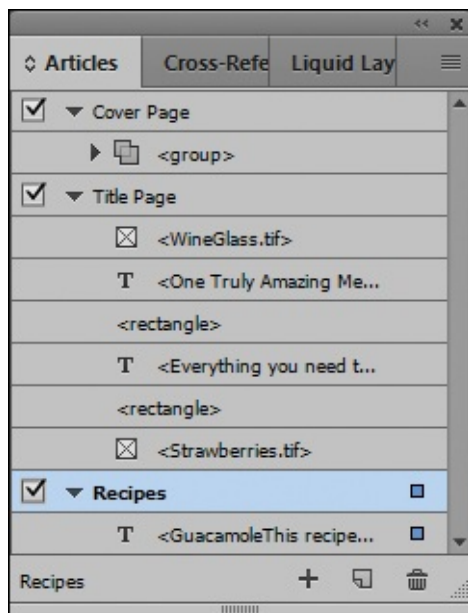 Articles Cross-Refe Liquid Lay
Cover Page
<group>
Title Page
<WineGlass.tif>
T <One Truly Amazing Me...
<rectangle>
T <Everything you need t...
<rectangle>
<Strawberries.tif>
Recipes
T <GuacamoleThis recipe...
Recipes